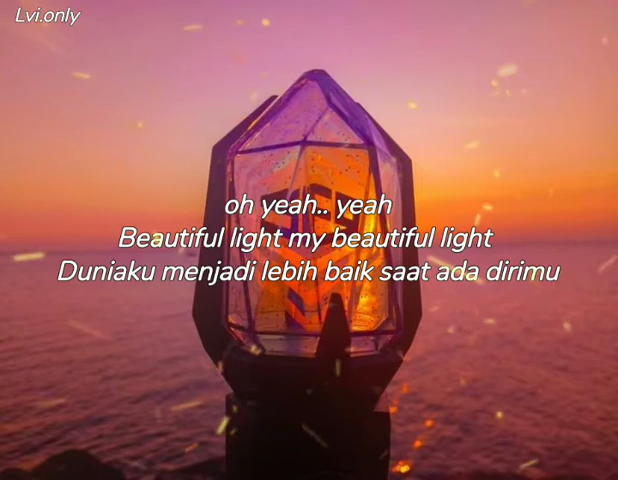 Lvi.only
oh yeah.. yeah
Beautiful light my beautiful light
Duniaku menjadi lebih baik saat ada dirimu